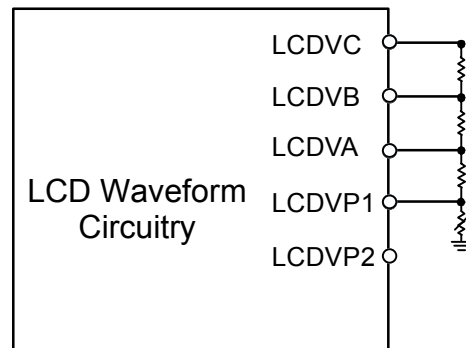 LCDVC
LCDVB
LCDVA
LCD Waveform
Circuitry
LCDVP1
LCDVP2